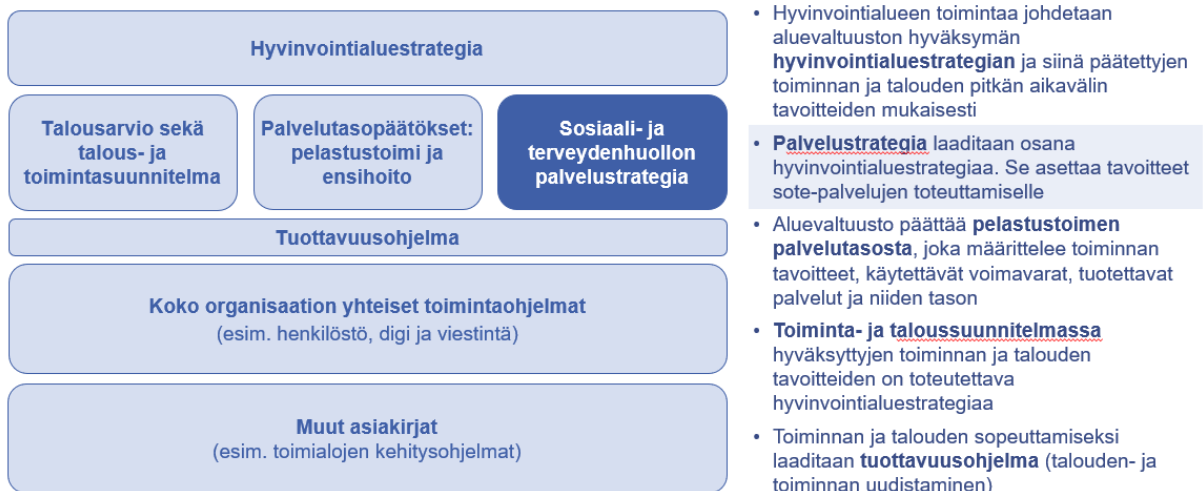 Hyvinvointialuestrategia
Talousarvio sekä
talous- ja
toimintasuunnitelma
Palvelutasopäätökset:
pelastustoimi ja
ensihoito
Sosiaali- ja
terveydenhuollon
palvelustrategia
Tuottavuusohjelma
Koko organisaation yhteiset toimintaohjelmat
(esim. henkilöstö, digi ja viestintä)
Muut asiakirjat
(esim. toimialojen kehitysohjelmat)
• Hyvinvointialueen toimintaa johdetaan
aluevaltuuston hyväksymän
hyvinvointialuestrategian ja siinä päätettyjen
toiminnan ja talouden pitkän aikavälin
tavoitteiden mukaisesti
• Palvelustrategia laaditaan osana
hyvinvointialuestrategiaa. Se asettaa tavoitteet
sote-palvelujen toteuttamiselle
• Aluevaltuusto päättää pelastustoimen
palvelutasosta, joka määrittelee toiminnan
tavoitteet, käytettävät voimavarat, tuotettavat
palvelut ja niiden tason
• Toiminta- ja taloussuunnitelmassa
hyväksyttyjen toiminnan ja talouden
tavoitteiden on toteutettava
hyvinvointialuestrategiaa
• Toiminnan ja talouden sopeuttamiseksi
laaditaan tuottavuusohjelma (talouden- ja
toiminnan uudistaminen)